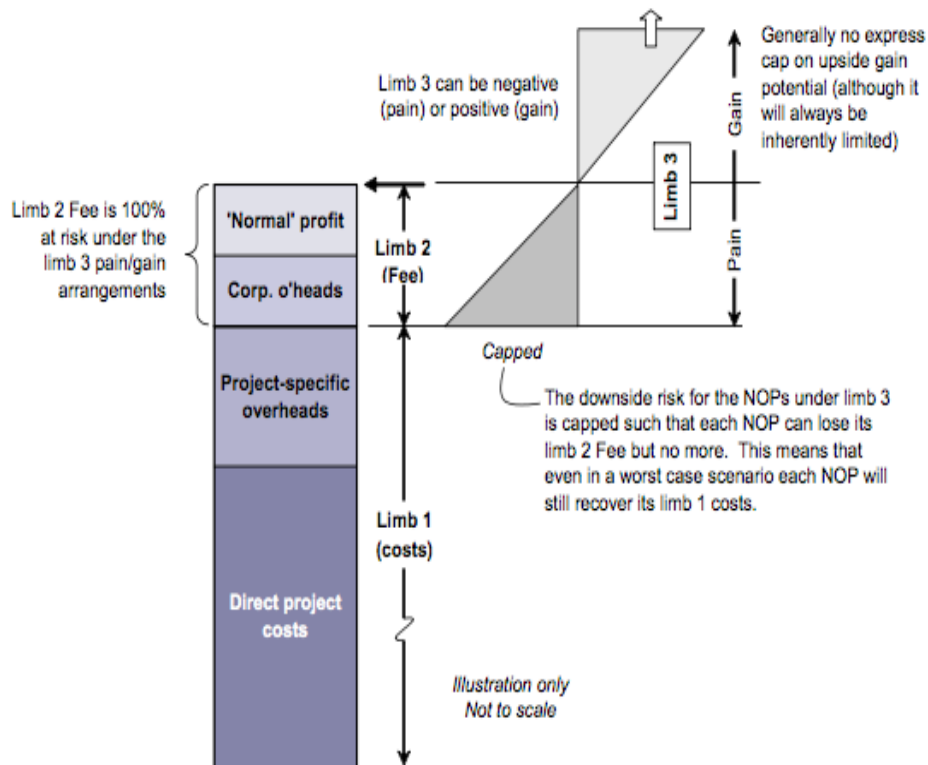 Limb 3 can be negative
(pain) or positive (gain)
Generally no express
cap on upside gain
potential (although it
will always be
inherently limited)
Gain
Limb 3
Pain
Limb 2 Fee is 100%
at risk under the
limb 3 pain/gain
arrangements
'Normal' profit
Corp. o'heads
Limb 2
(Fee)
Project-specific
overheads
Capped
The downside risk for the NOPs under limb 3
is capped such that each NOP can lose its
limb 2 Fee but no more. This means that
even in a worst case scenario each NOP will
still recover its limb 1 costs.
Limb 1
(costs)
Direct project
costs
Illustration only
Not to scale